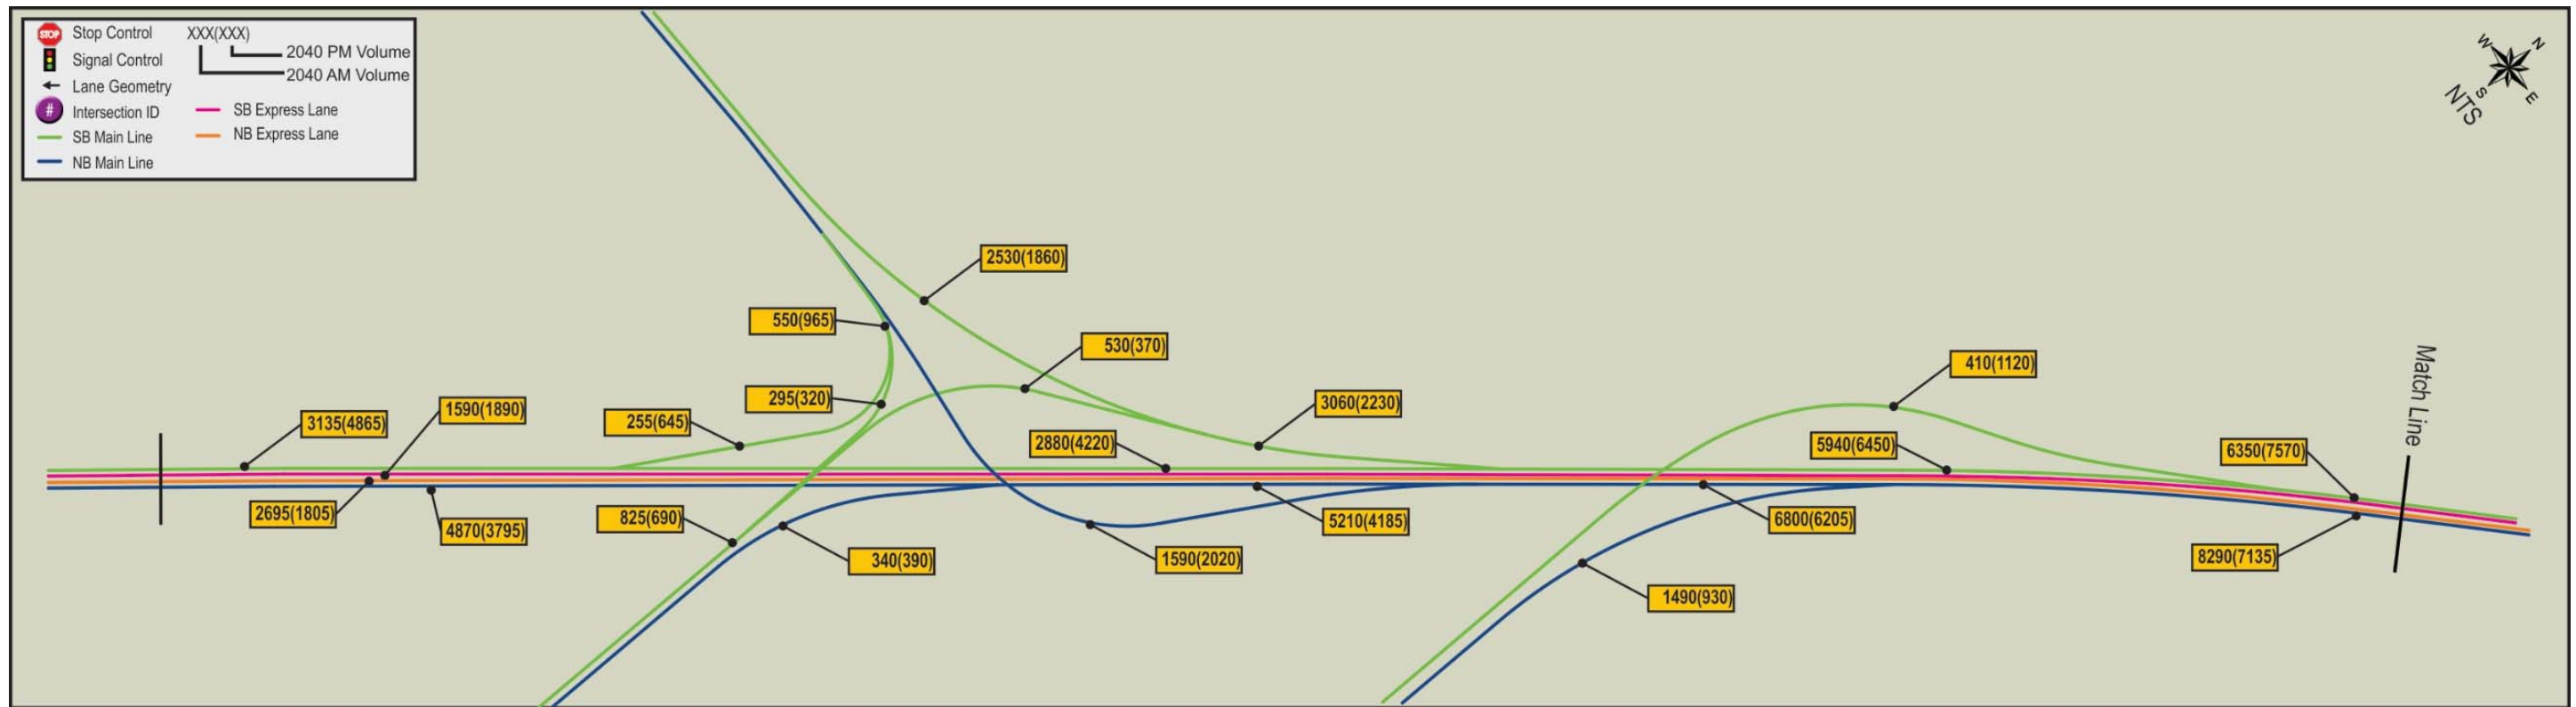 STOP Stop Control
Signal Control
Lane Geometry
# Intersection ID
SB Main Line
NB Main Line
XXX(XXX)
2040 PM Volume
2040 AM Volume
SB Express Lane
NB Express Lane
W N
S E
NTS
2530(1860)
550(965)
530(370)
295(320)
410(1120)
Match Line
3135(4865)
1590(1890)
255(645)
3060(2230)
2880(4220)
5940(6450)
6350(7570)
2695(1805)
4870(3795)
825(690)
340(390)
1590(2020)
5210(4185)
6800(6205)
8290(7135)
1490(930)